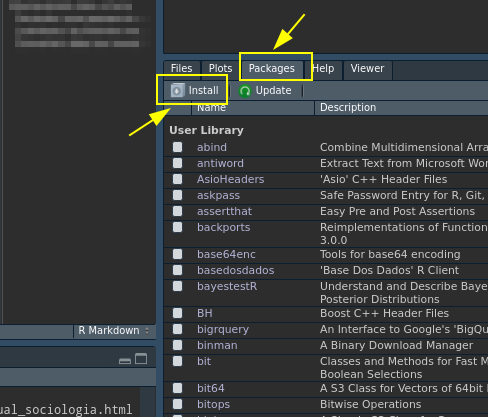 Files Plots Packages Help Viewer
Install Update
Name Description
User Library
abind Combine Multidimensional Arra
antiword Extract Text from Microsoft Wor
AsioHeaders 'Asio' C++ Header Files
askpass Safe Password Entry for R, Git,
assertthat Easy Pre and Post Assertions
backports Reimplementations of Function
3.0.0
base64enc Tools for base64 encoding
basedosdados 'Base Dos Dados' R Client
bayestestR Understand and Describe Baye
Posterior Distributions
BH Boost C++ Header Files
bigrquery An Interface to Google's 'BigQu
binman A Binary Download Manager
bit Classes and Methods for Fast M
Boolean Selections
bit64 A S3 Class for Vectors of 64bit
bitops Bitwise Operations
R Markdown
ual_sociologia.html